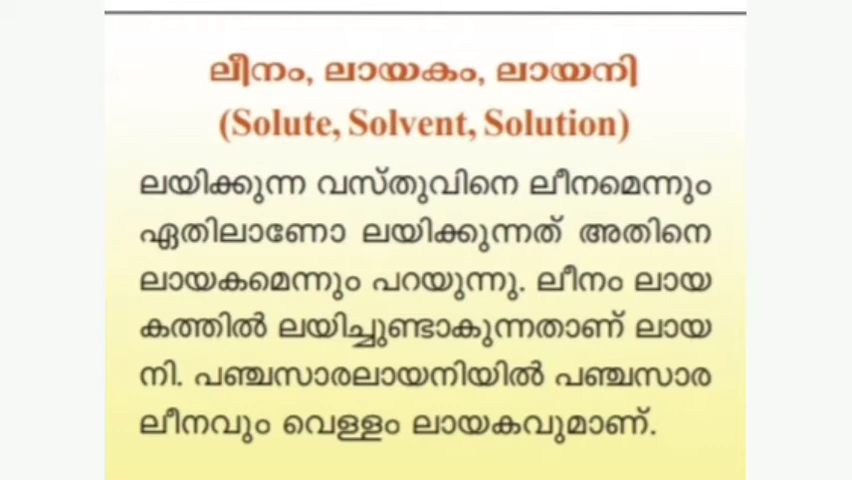 ലീനം, ലായകം, ലായനി
(Solute, Solvent, Solution)
ലയിക്കുന്ന വസ്തുവിനെ ലീനമെന്നും
ഏതിലാണോ ലയിക്കുന്നത് അതിനെ
ലായകമെന്നും പറയുന്നു. ലീനം ലായ
കത്തിൽ ലയിച്ചുണ്ടാകുന്നതാണ് ലായ
നി. പഞ്ചസാരലായനിയിൽ പഞ്ചസാര
ലീനവും വെള്ളം ലായകവുമാണ്.